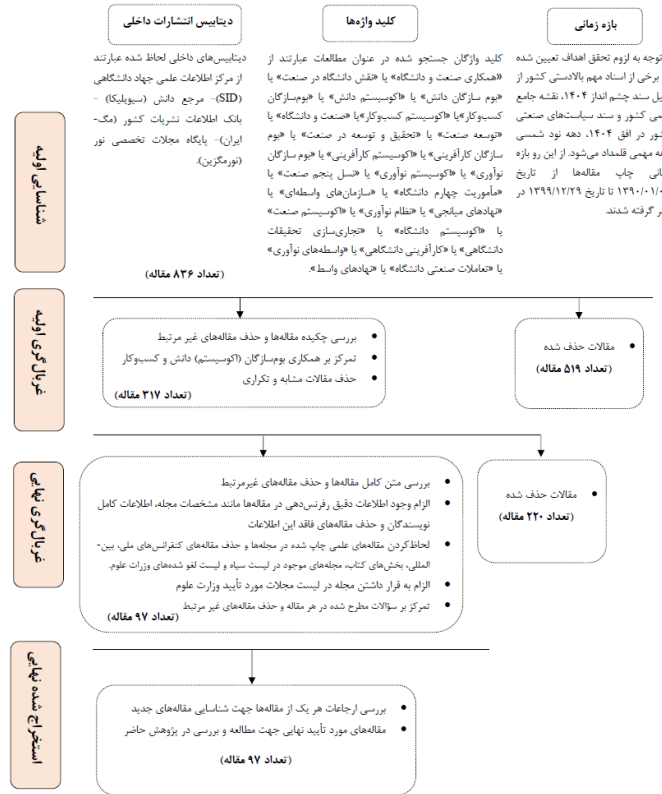 بازه زمانی
توجه به لزوم تحقق اهداف تعیین شده
برخی از اسناد مهم بالادستی کشور از
یل سند چشم انداز ۱۴۰۴، نقشه جامع
می کشور و سند سیاست‌های صنعتی
شور در افق ۱۴۰۴، دهه نود شمسی
ه مهمی قلمداد می‌شود. از این رو بازه
انی چاپ مقاله‌ها از تاریخ
۱۳۹۰/۰۱/۰ تا تاریخ ۱۳۹۹/۱۲/۲۹ در
ر گرفته شدند.
کلید واژه‌ها
کلید واژگان جستجو شده در عنوان مطالعات عبارتند از
«همکاری صنعت و دانشگاه» یا «نقش دانشگاه در صنعت» یا
«بوم سازگان دانش» یا «اکوسیستم دانش» یا «بوم‌سازگان
کسب وکار» یا«اکوسیستم کسب وکار»یا «صنعت و دانشگاه» یا
«توسعه صنعت» یا «تحقیق و توسعه در صنعت» یا «بوم
سازگان کارآفرینی» یا «اکوسیستم کارآفرینی» یا «بوم سازگان
نوآوری» یا «اکوسیستم نوآوری» یا «نسل پنجم صنعت» یا
«مأموریت چهارم دانشگاه» یا «سازمان‌های واسطه‌ای» یا
«نهادهای میانجی» یا «نظام نوآوری» یا «اکوسیستم صنعت»
یا «اکوسیستم دانشگاه» یا «تجاری‌سازی تحقیقات
دانشگاهی» یا «کارآفرینی دانشگاهی» یا «واسطه‌های نوآوری»
یا «تعاملات صنعتی دانشگاه» یا «نهادهای واسط».
دیتابیس انتشارات داخلی
دیتابیس‌های داخلی لحاظ شده عبارتند
از مرکز اطلاعات علمی جهاد دانشگاهی
(SID)- مرجع دانش (سیویلیکا) -
بانک اطلاعات نشریات کشور (مگ-
ایران)- پایگاه مجلات تخصصی نور
(نورمگزین).
(تعداد ۸۳۶ مقاله)
شناسایی اولیه
مقالات حذف شده
(تعداد ۵۱۹ مقاله)
بررسی چکیده مقاله‌ها و حذف مقاله‌های غیر مرتبط
تمرکز بر همکاری بوم‌سازگان (اکوسیستم) دانش و کسب‌وکار
حذف مقالات مشابه و تکراری
(تعداد ۳۱۷ مقاله)
غربال‌گری اولیه
مقالات حذف شده
(تعداد ۲۲۰ مقاله)
بررسی متن کامل مقاله‌ها و حذف مقاله‌های غیرمرتبط
الزام وجود اطلاعات دقیق رفرنس‌دهی در مقاله‌ها مانند مشخصات مجله، اطلاعات کامل
نویسندگان و حذف مقاله‌های فاقد این اطلاعات
لحاظ‌کردن مقاله‌های علمی چاپ شده در مجله‌ها و حذف مقاله‌های کنفرانس‌های ملی، بین-
المللی، بخش‌های کتاب، مجله‌های موجود در لیست سیاه و لیست لغو شده‌های وزرات علوم.
الزام به قرار داشتن مجله در لیست مجلات مورد تأیید وزارت علوم
تمرکز بر سؤالات مطرح شده در هر مقاله و حذف مقاله‌های غیر مرتبط
(تعداد ۹۷ مقاله)
غربال‌گری نهایی
بررسی ارجاعات هر یک از مقاله‌ها جهت شناسایی مقاله‌های جدید
مقاله‌های مورد تأیید نهایی جهت مطالعه و بررسی در پژوهش حاضر
(تعداد ۹۷ مقاله)
استخراج شده نهایی